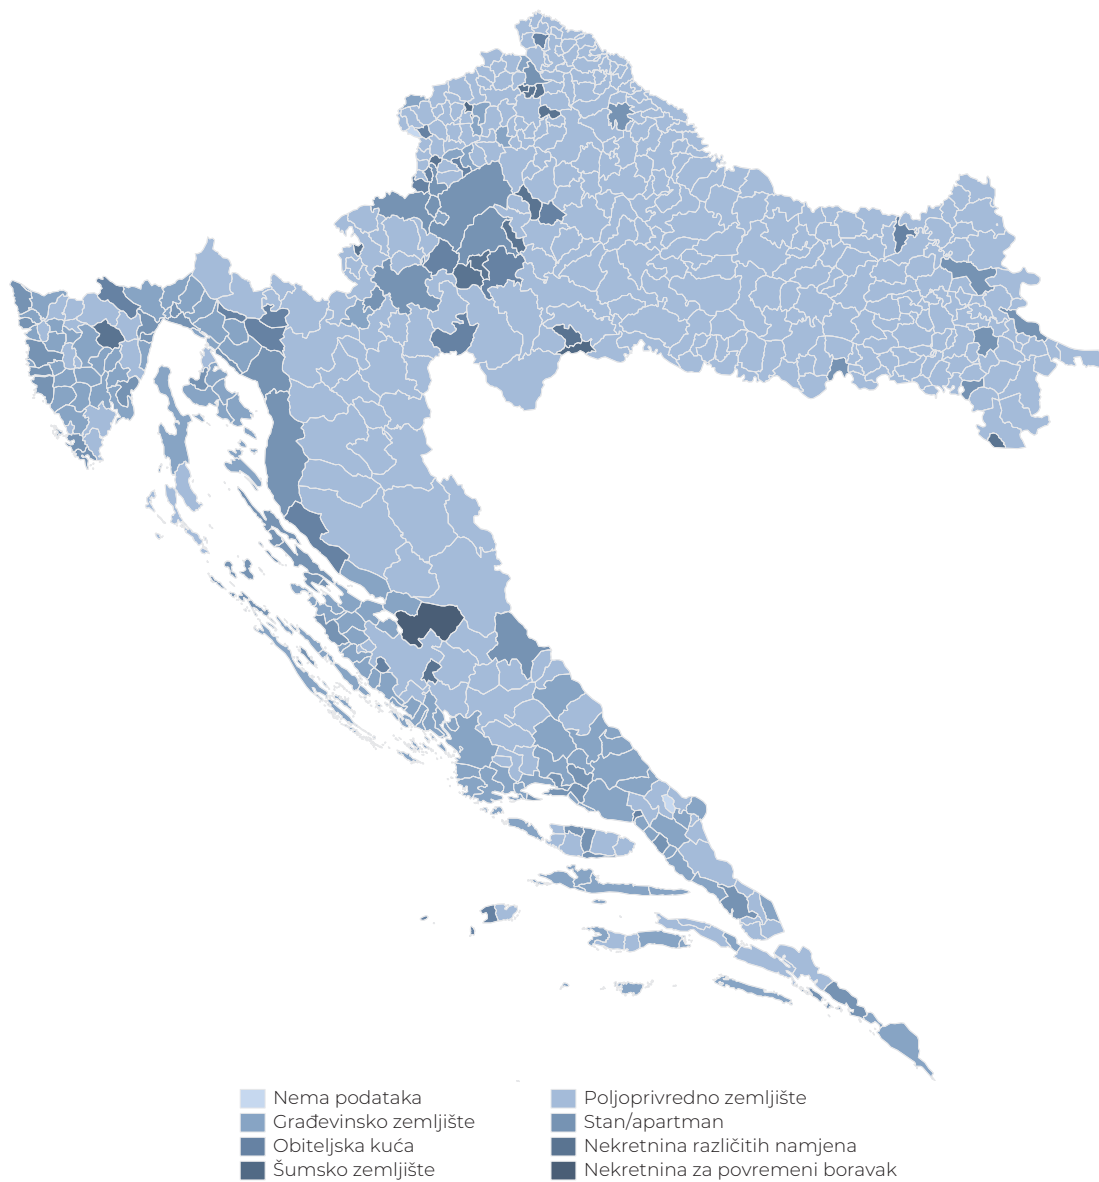 Nema podataka
Građevinsko zemljište
Obiteljska kuća
Šumsko zemljište
Poljoprivredno zemljište
Stan/apartman
Nekretnina različitih namjena
Nekretnina za povremeni boravak